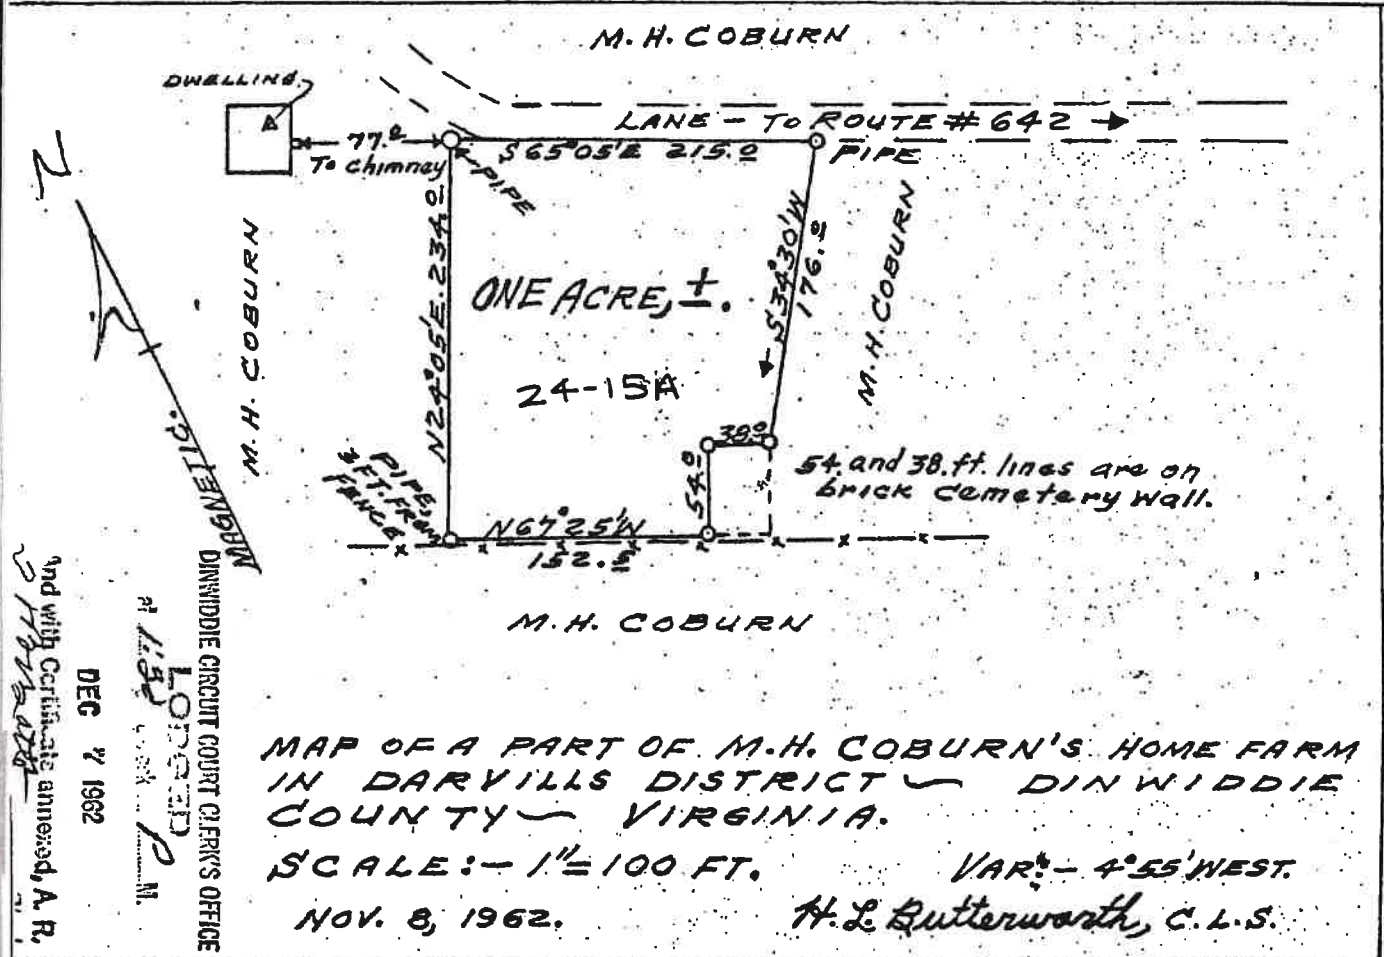 M. H. COBURN
DWELLING
LANE - TO ROUTE # 642
77.0
To Chimney
S 65°05'E 215.0
PIPE
PIPE
M. H. COBURN
N24°05'E. 234.0
S34°30'W
176.0
M. H. COBURN
ONE ACRE, ±.
24-15A
38.0
54.0
54. and 38. ft. lines are on
brick cemetery wall.
PIPE,
FT. FROM
FENCE
N67°25'W
152.5
N
MAGNETIC.
M. H. COBURN
DINWIDDIE CIRCUIT COURT CLERK'S OFFICE
LODGED
at
P M.
DEC 7 1962
and with Certificate annexed, A. R.
MAP OF A PART OF M.H. COBURN'S HOME FARM
IN DARVILLS DISTRICT — DINWIDDIE
COUNTY — VIRGINIA.
SCALE:- 1"= 100 FT.
VAR:- 4°55' WEST.
NOV. 8, 1962.
H. L. Butterworth, C. L. S.